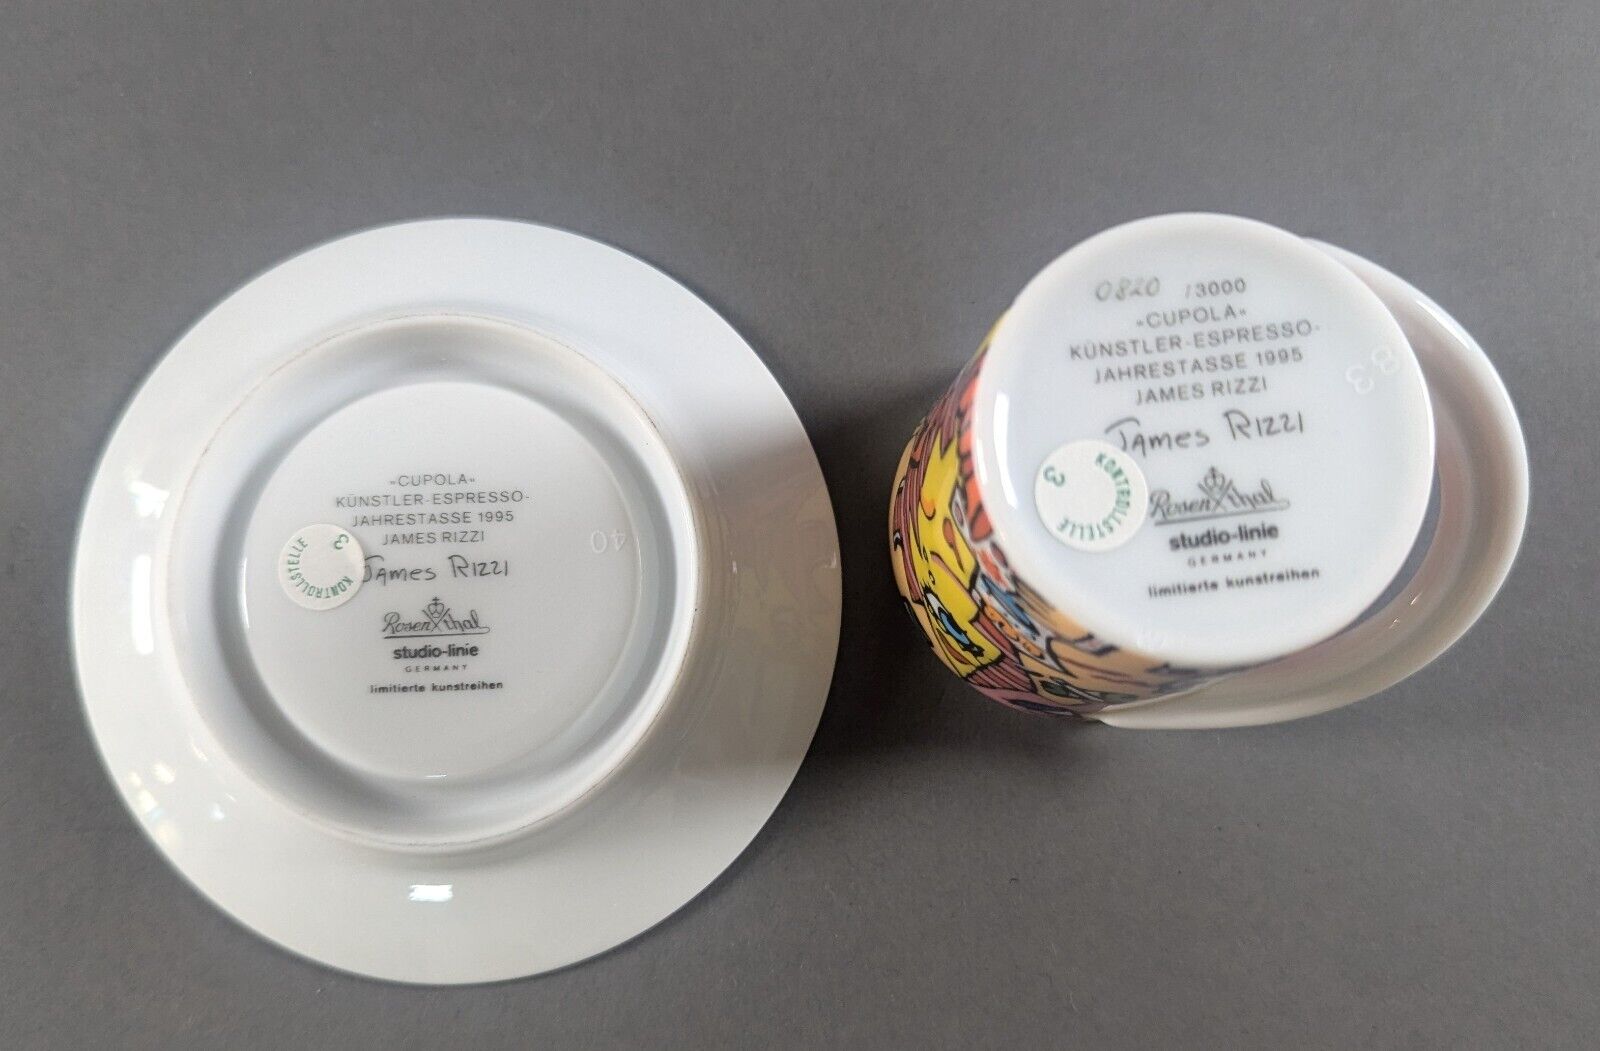 »CUPOLA«
KÜNSTLER-ESPRESSO-
JAHRESTASSE 1995
JAMES RIZZI
James Rizzi
Rosenthal
studio-linie
GERMANY
limitierte kunstreihen
KONTROLLSTELLE
3
40
0820 /3000
»CUPOLA«
KÜNSTLER-ESPRESSO-
JAHRESTASSE 1995
JAMES RIZZI
James Rizzi
Rosenthal
studio-linie
GERMANY
limitierte kunstreihen
KONTROLLSTELLE
3